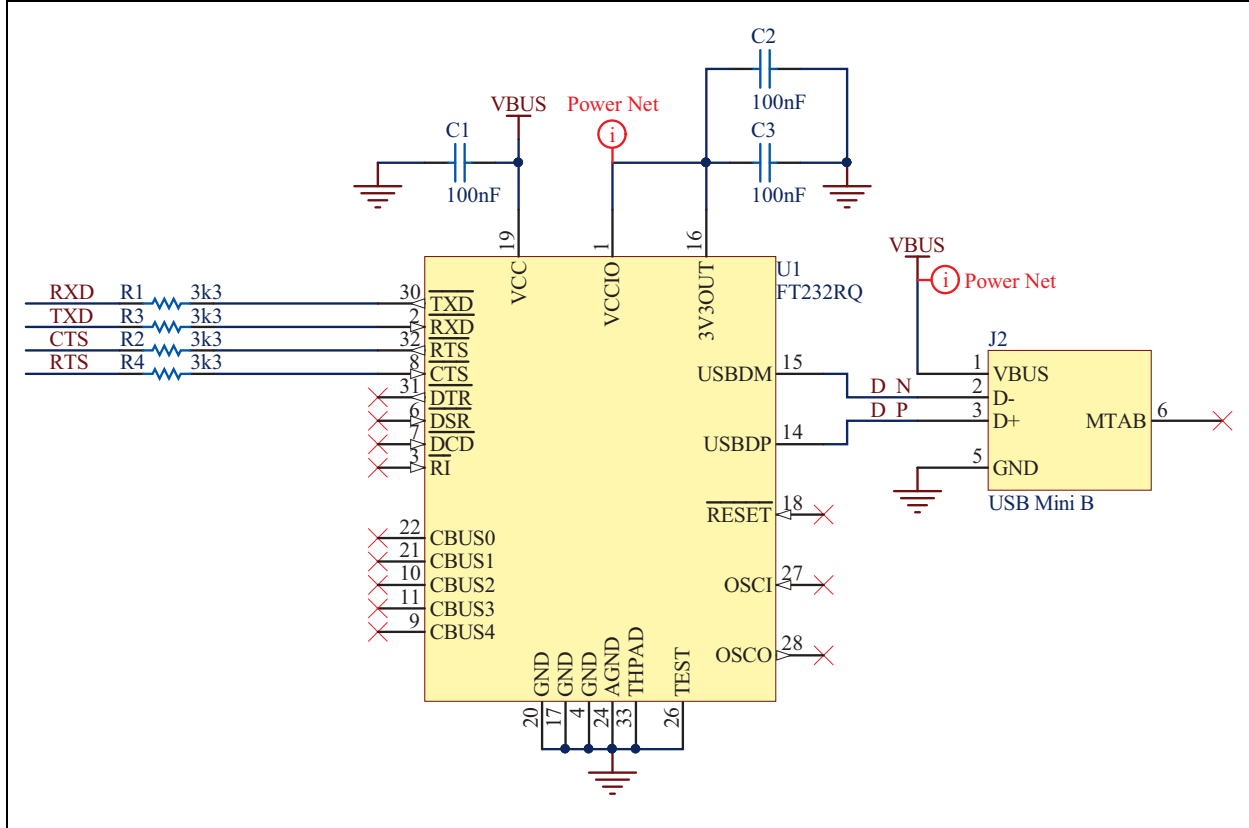 C2
100nF
VBUS
Power Net
i
C1
100nF
C3
100nF
19
1
16
VCC
VCCIO
3V3OUT
U1
FT232RQ
VBUS
i
Power Net
RXD R1 3k3 30 TXD
TXD R3 3k3 2 RXD
CTS R2 3k3 32 RTS
RTS R4 3k3 8 CTS
31 DTR
6 DSR
7 DCD
3 RI
22 CBUS0
21 CBUS1
10 CBUS2
11 CBUS3
9 CBUS4
USBDM 15
USBDP 14
RESET 18
OSCI 27
OSCO 28
D N
D P
J2
1 VBUS
2 D-
3 D+
5 GND
MTAB 6
USB Mini B
GND
GND
GND
AGND
THPAD
TEST
20
17
4
24
33
26